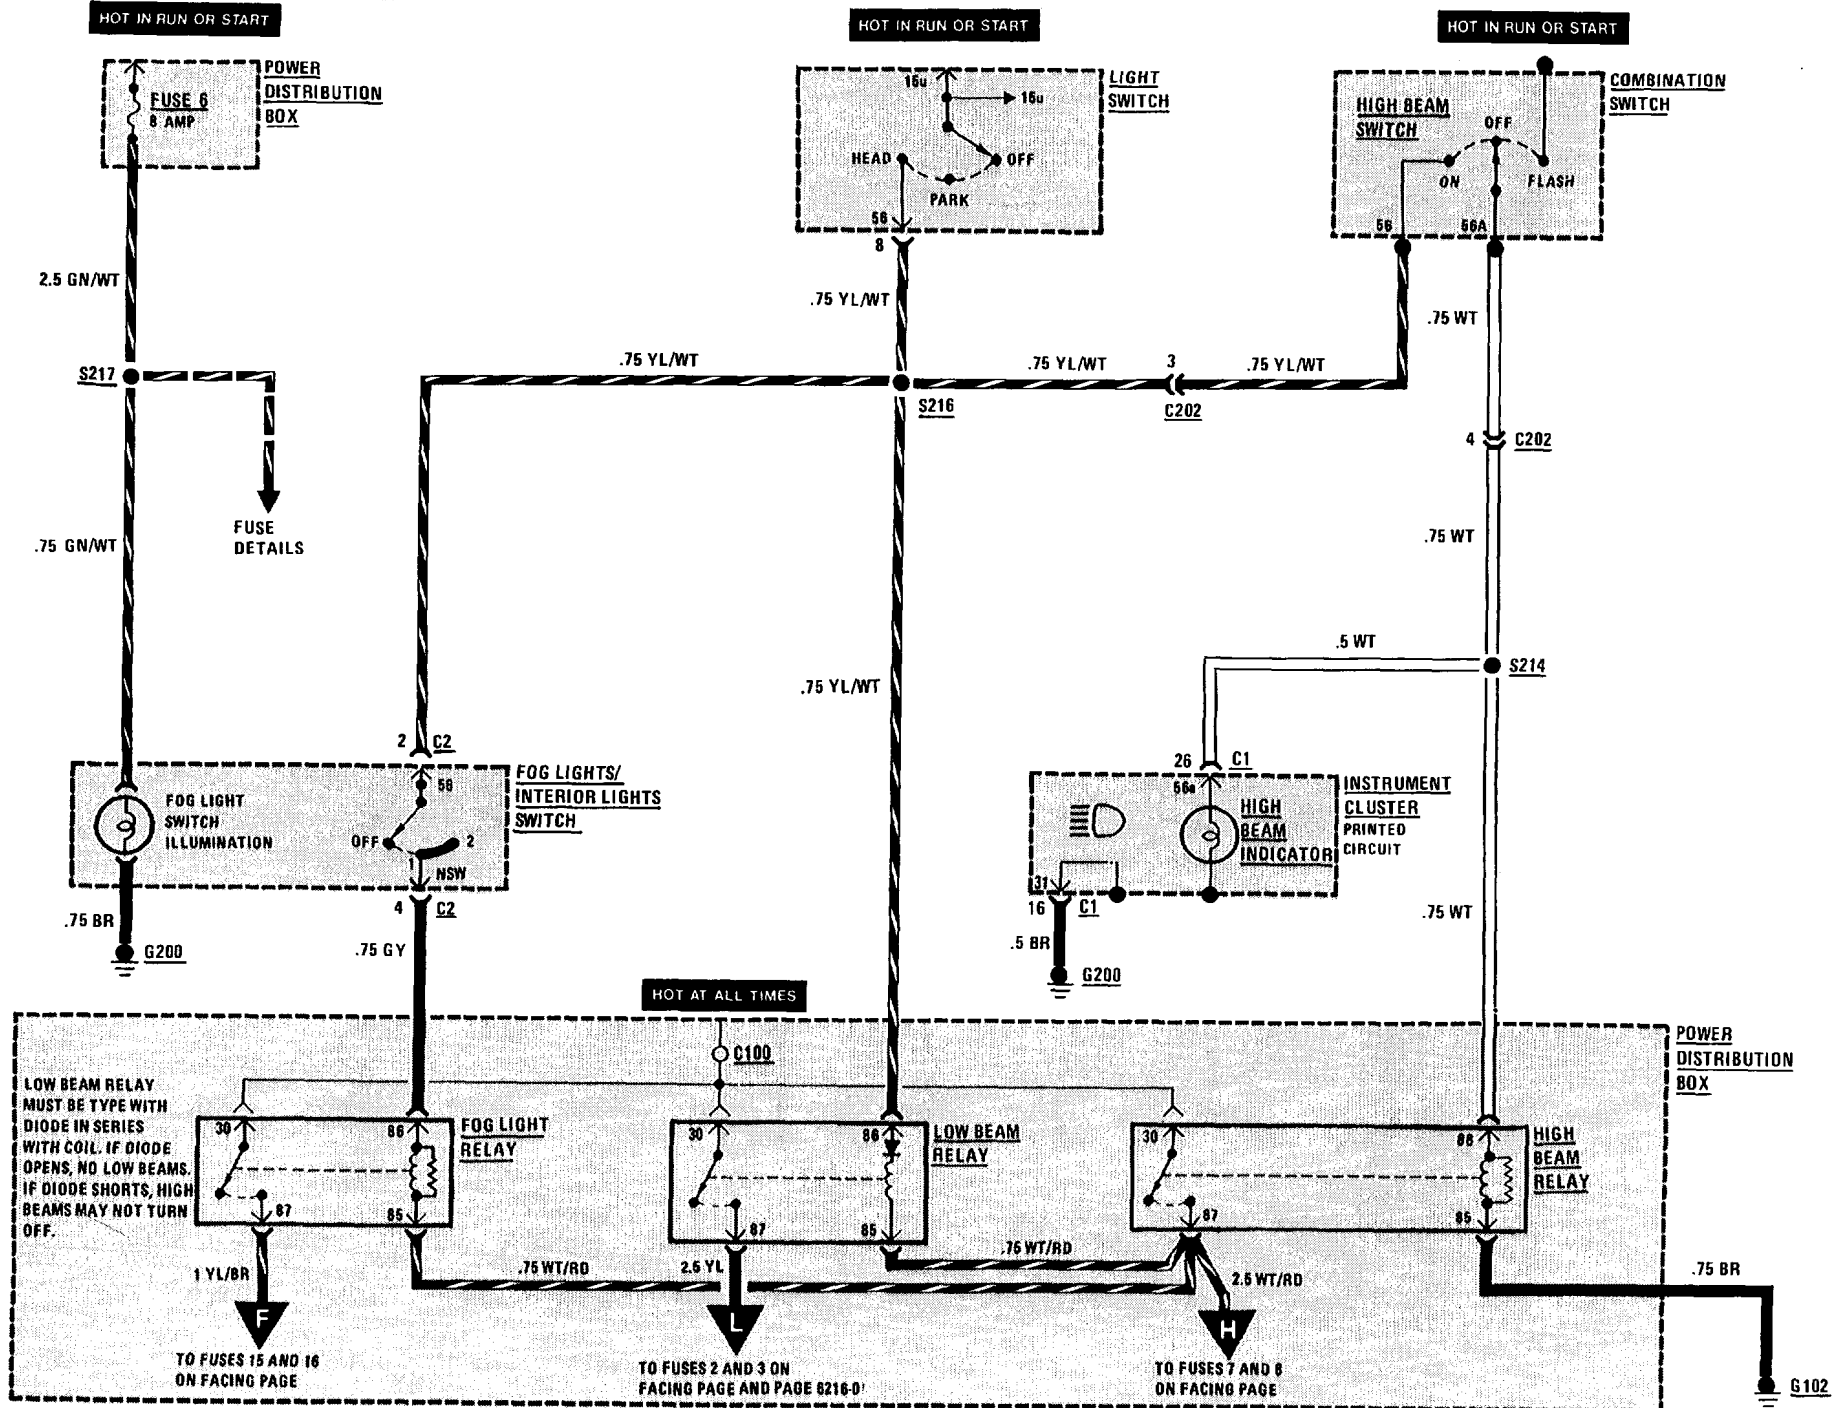 HOT IN RUN OR START
HOT IN RUN OR START
HOT IN RUN OR START
POWER
DISTRIBUTION
BOX
FUSE 6
8 AMP
15u
15u
LIGHT
SWITCH
HEAD
OFF
PARK
56
8
COMBINATION
SWITCH
HIGH BEAM
SWITCH
OFF
ON
FLASH
56
56A
2.5 GN/WT
.75 YL/WT
.75 WT
S217
.75 YL/WT
.75 YL/WT
3
.75 YL/WT
S216
C202
4
C202
FUSE
DETAILS
.75 GN/WT
.75 WT
.5 WT
S214
.75 YL/WT
2
C2
FOG LIGHTS/
INTERIOR LIGHTS
SWITCH
FOG LIGHT
SWITCH
ILLUMINATION
56
OFF
1
2
NSW
4
C2
26
C1
56a
INSTRUMENT
CLUSTER
PRINTED
CIRCUIT
HIGH
BEAM
INDICATOR
31
16
C1
.5 BR
G200
.75 WT
.75 BR
G200
.75 GY
HOT AT ALL TIMES
C100
POWER
DISTRIBUTION
BOX
LOW BEAM RELAY
MUST BE TYPE WITH
DIODE IN SERIES
WITH COIL. IF DIODE
OPENS, NO LOW BEAMS.
IF DIODE SHORTS, HIGH
BEAMS MAY NOT TURN
OFF.
30
86
FOG LIGHT
RELAY
87
85
30
86
LOW BEAM
RELAY
87
85
30
86
HIGH
BEAM
RELAY
87
85
1 YL/BR
.75 WT/RD
2.5 YL
.75 WT/RD
2.5 WT/RD
.75 BR
F
L
H
TO FUSES 15 AND 16
ON FACING PAGE
TO FUSES 2 AND 3 ON
FACING PAGE AND PAGE 6216-0
TO FUSES 7 AND 8
ON FACING PAGE
G102